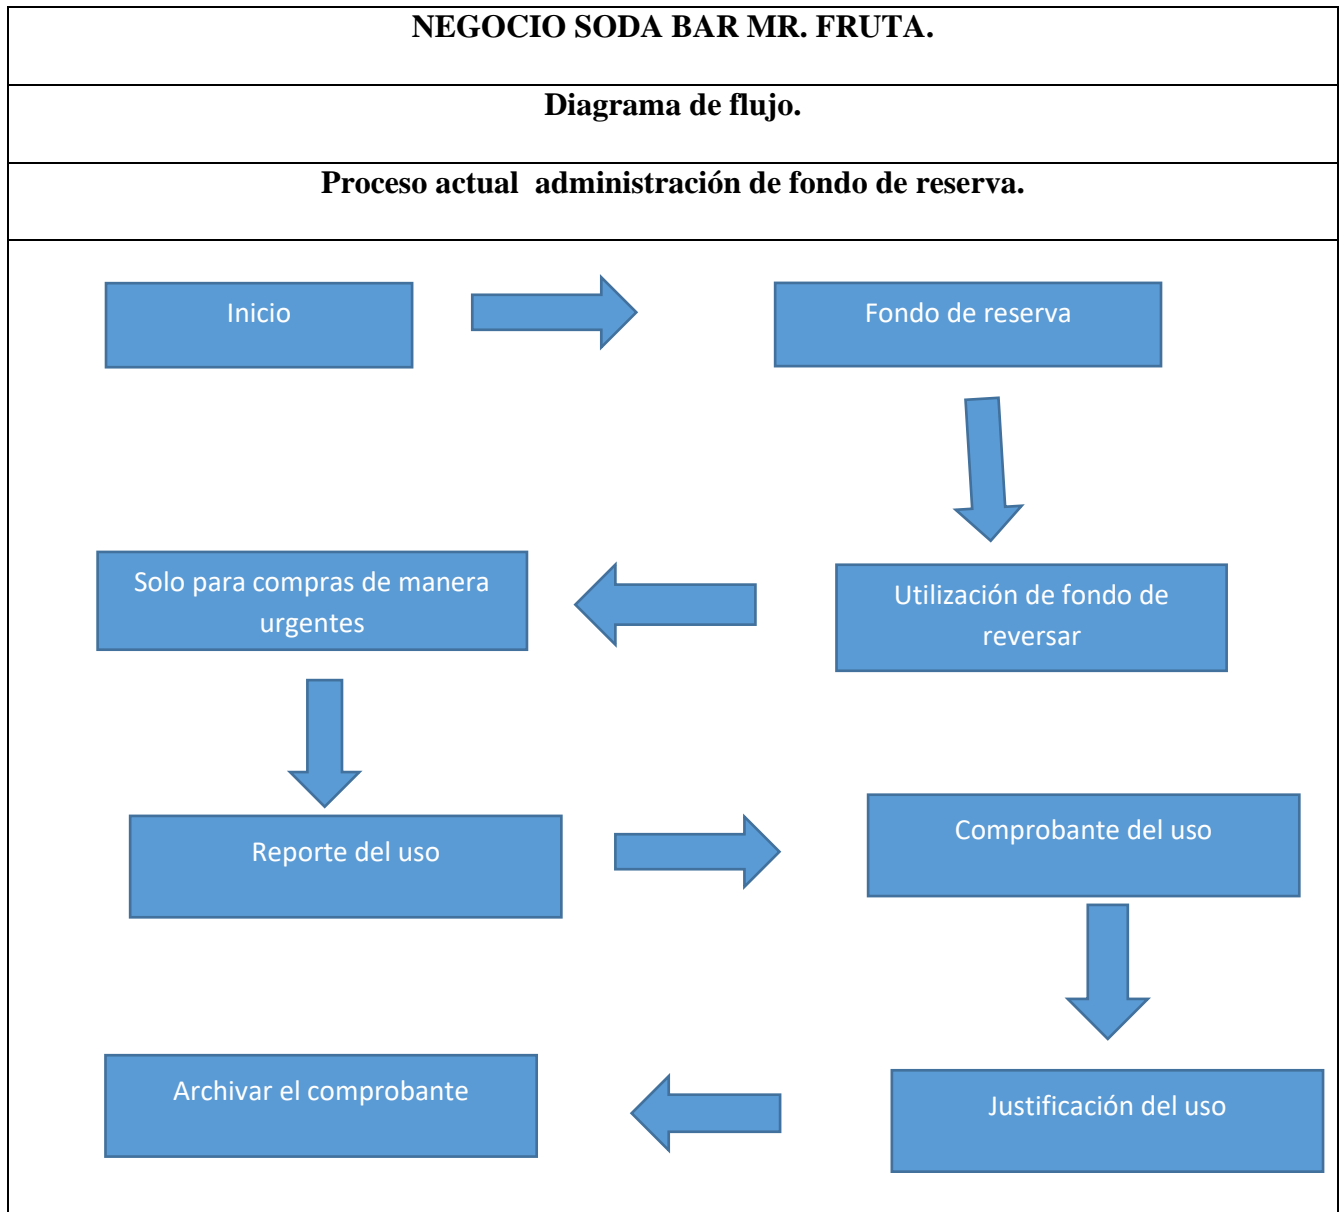 NEGOCIO SODA BAR MR. FRUTA.
Diagrama de flujo.
Proceso actual  administración de fondo de reserva.
Inicio
Fondo de reserva
Utilización de fondo de
reversar
Solo para compras de manera
urgentes
Reporte del uso
Comprobante del uso
Justificación del uso
Archivar el comprobante